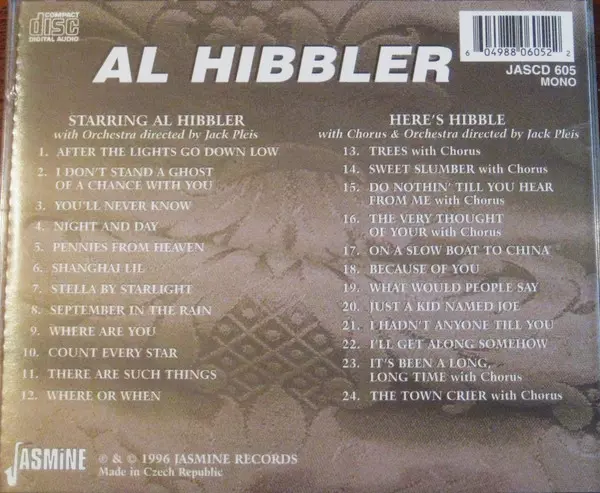 COMPACT
disc
DIGITAL AUDIO
AL HIBBLER
6 04988 06052 2
JASCD 605
MONO
STARRING AL HIBBLER
with Orchestra directed by Jack Pleis
1. AFTER THE LIGHTS GO DOWN LOW
2. I DON'T STAND A GHOST
OF A CHANCE WITH YOU
3. YOU'LL NEVER KNOW
4. NIGHT AND DAY
5. PENNIES FROM HEAVEN
6. SHANGHAI LIL
7. STELLA BY STARLIGHT
8. SEPTEMBER IN THE RAIN
9. WHERE ARE YOU
10. COUNT EVERY STAR
11. THERE ARE SUCH THINGS
12. WHERE OR WHEN
HERE'S HIBBLE
with Chorus & Orchestra directed by Jack Pleis
13. TREES with Chorus
14. SWEET SLUMBER with Chorus
15. DO NOTHIN' TILL YOU HEAR
FROM ME with Chorus
16. THE VERY THOUGHT
OF YOUR with Chorus
17. ON A SLOW BOAT TO CHINA
18. BECAUSE OF YOU
19. WHAT WOULD PEOPLE SAY
20. JUST A KID NAMED JOE
21. I HADN'T ANYONE TILL YOU
22. I'LL GET ALONG SOMEHOW
23. IT'S BEEN A LONG,
LONG TIME with Chorus
24. THE TOWN CRIER with Chorus
JASMINE
℗ & © 1996 JASMINE RECORDS
Made in Czech Republic